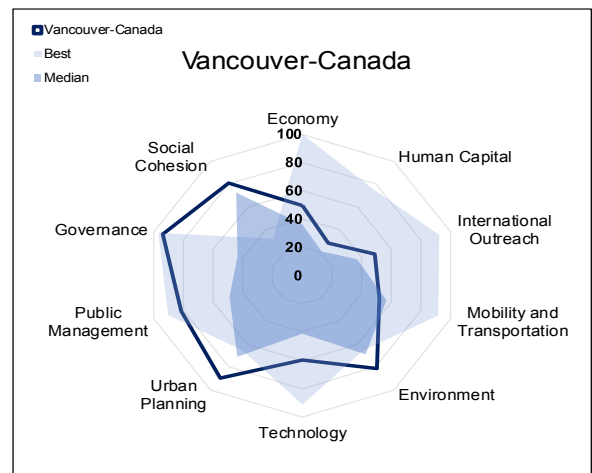 Vancouver-Canada
Best
Median
Vancouver-Canada
Economy
Human Capital
International
Outreach
Mobility and
Transportation
Environment
Technology
Urban
Planning
Public
Management
Governance
Social
Cohesion
100
80
60
40
20
0